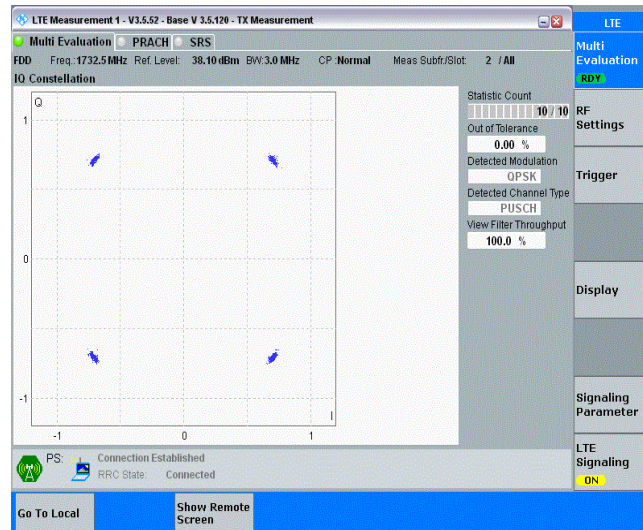 LTE Measurement 1 - V3.5.52 - Base V 3.5.120 - TX Measurement
LTE
Multi Evaluation PRACH SRS
FDD Freq.:1732.5 MHz Ref. Level: 38.10 dBm BW:3.0 MHz CP :Normal Meas Subfr./Slot: 2 / All
IQ Constellation
Q
1
0
-1
-1 0 1
I
Statistic Count
10 / 10
Out of Tolerance
0.00 %
Detected Modulation
QPSK
Detected Channel Type
PUSCH
View Filter Throughput
100.0 %
PS: Connection Established
RRC State: Connected
Multi
Evaluation
RDY
RF
Settings
Trigger
Display
Signaling
Parameter
LTE
Signaling
ON
Go To Local
Show Remote
Screen